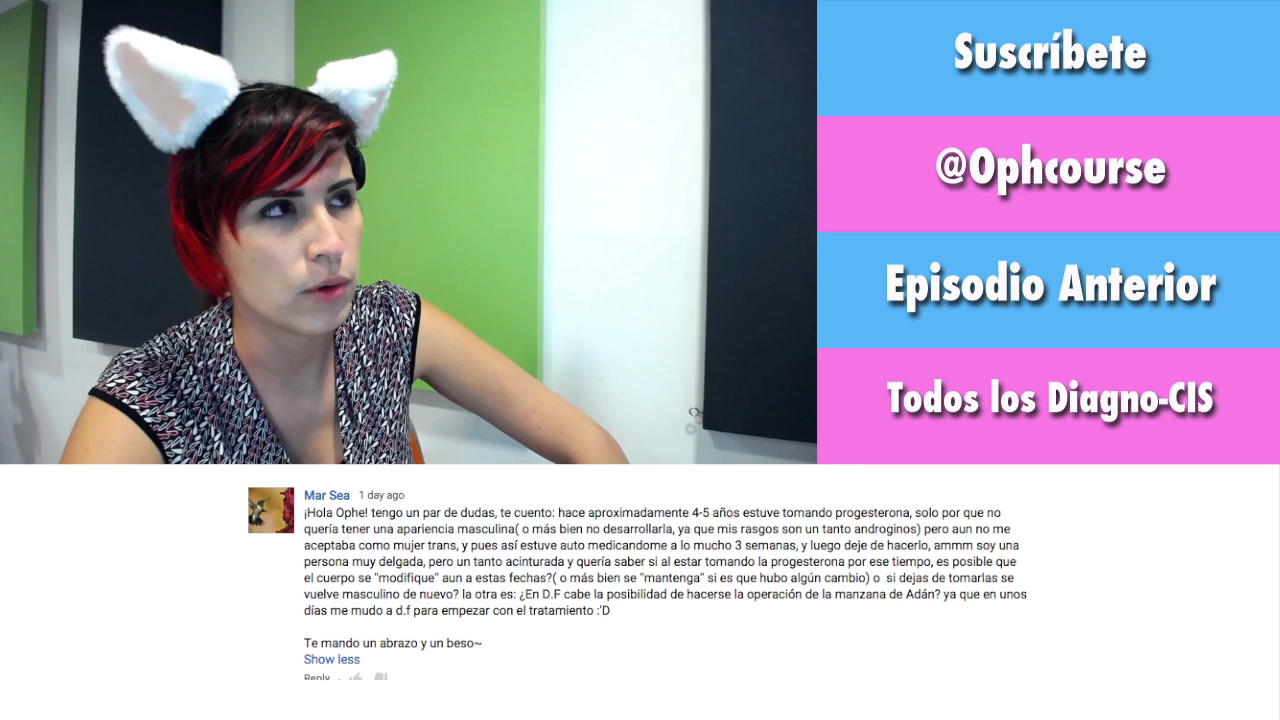 Suscríbete
@Ophcourse
Episodio Anterior
Todos los Diagno-CIS
Mar Sea 1 day ago
¡Hola Ophe! tengo un par de dudas, te cuento: hace aproximadamente 4-5 años estuve tomando progesterona, solo por que no
quería tener una apariencia masculina( o más bien no desarrollarla, ya que mis rasgos son un tanto androginos) pero aun no me
aceptaba como mujer trans, y pues así estuve auto medicandome a lo mucho 3 semanas, y luego deje de hacerlo, ammm soy una
persona muy delgada, pero un tanto acinturada y quería saber si al estar tomando la progesterona por ese tiempo, es posible que
el cuerpo se "modifique" aun a estas fechas?( o más bien se "mantenga" si es que hubo algún cambio) o si dejas de tomarlas se
vuelve masculino de nuevo? la otra es: ¿En D.F cabe la posibilidad de hacerse la operación de la manzana de Adán? ya que en unos
días me mudo a d.f para empezar con el tratamiento :'D
Te mando un abrazo y un beso~
Show less
Reply